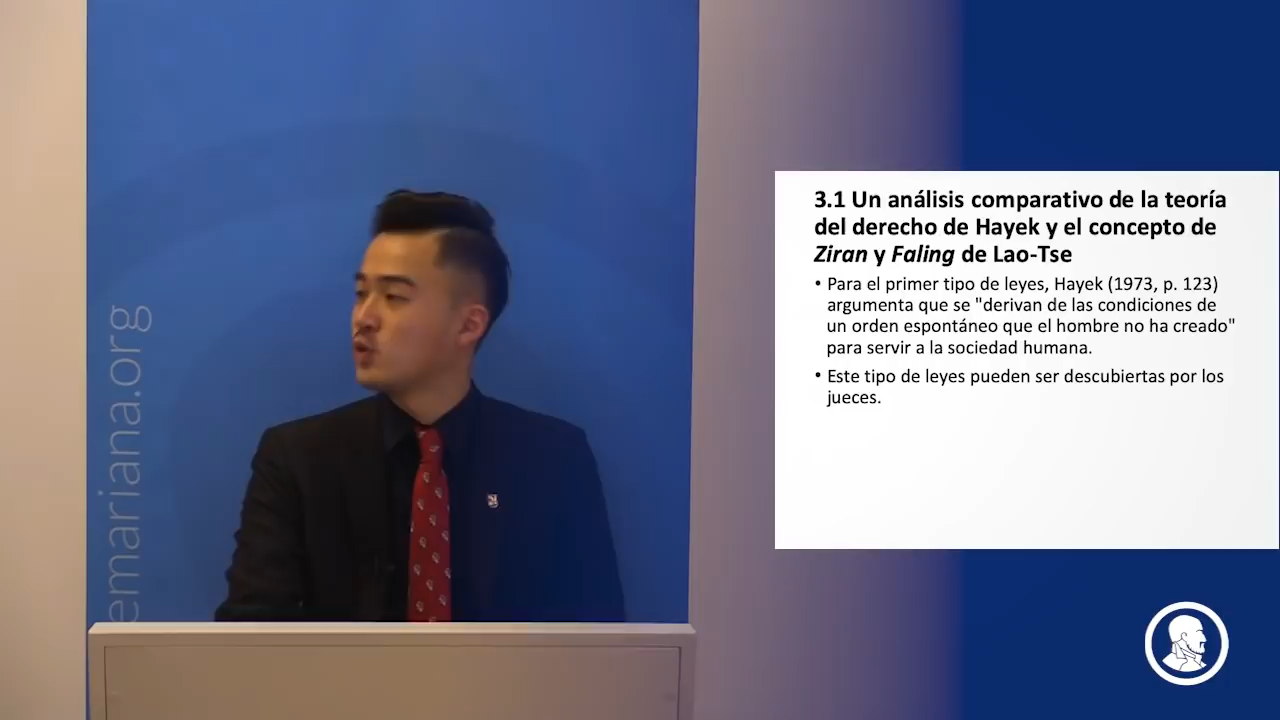 emariana.org
3.1 Un análisis comparativo de la teoría
del derecho de Hayek y el concepto de
Ziran y Faling de Lao-Tse
• Para el primer tipo de leyes, Hayek (1973, p. 123)
argumenta que se "derivan de las condiciones de
un orden espontáneo que el hombre no ha creado"
para servir a la sociedad humana.
• Este tipo de leyes pueden ser descubiertas por los
jueces.